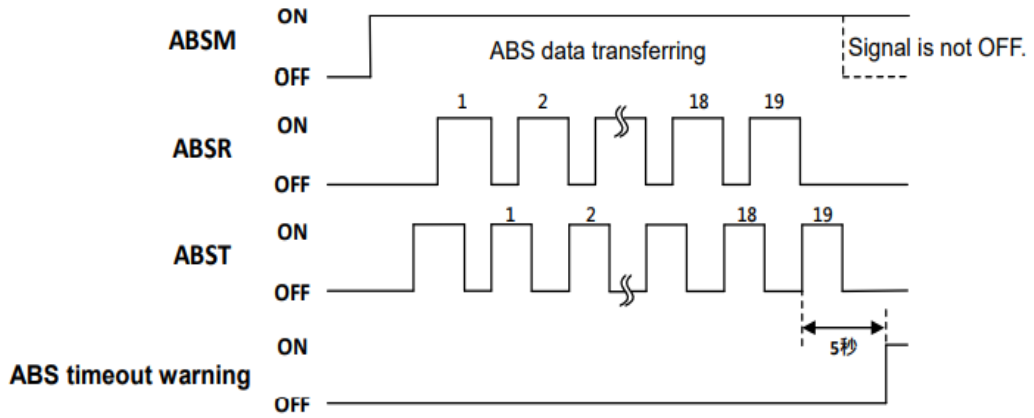 ON
ABSM
ABS data transferring
Signal is not OFF.
OFF
1 2 18 19
ON
ABSR
OFF
1 2 18 19
ON
ABST
OFF
5秒
ON
ABS timeout warning
OFF